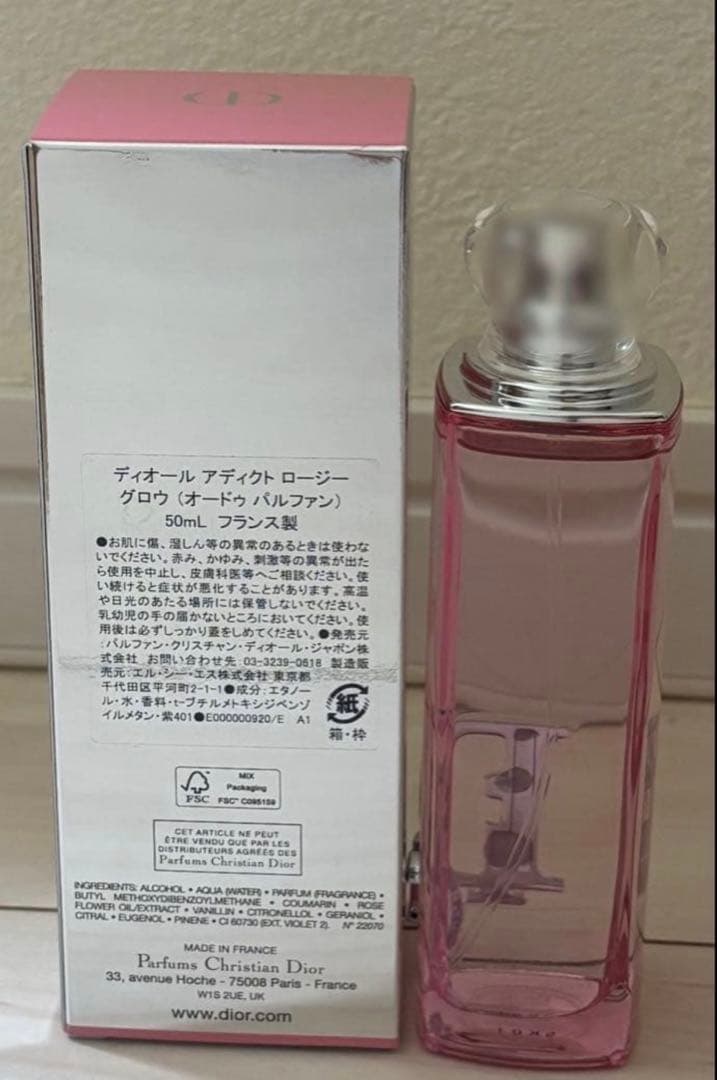 ディオール アディクト ロージー
グロウ（オードゥ パルファン）
50mL フランス製
●お肌に傷、湿しん等の異常のあるときは使わな
いでください。赤み、かゆみ、刺激等の異常が出た
ら使用を中止し、皮膚科医等へご相談ください。使
い続けると症状が悪化することがあります。高温
や日光のあたる場所には保管しないでください。
乳幼児の手の届かないところにおいてください。使
用後は必ずしっかり蓋をしめてください。●発売元
:パルファン・クリスチャン・ディオール・ジャポン株
式会社 お問い合わせ先 03-3239-0618 製造販
売元:エル・シー・エス株式会社 東京都
千代田区平河町2-1-1●成分:エタノー
ル・水・香料・t-ブチルメトキシジベンゾ
イルメタン・紫401●E000000920/E A1
紙
箱・枠
FSC
MIX
Packaging
FSC™ C095159
CET ARTICLE NE PEUT
ÊTRE VENDU QUE PAR LES
DISTRIBUTEURS AGRÉÉS DES
Parfums Christian Dior
INGREDIENTS: ALCOHOL • AQUA (WATER) • PARFUM (FRAGRANCE) •
BUTYL METHOXYDIBENZOYLMETHANE • COUMARIN • ROSE
FLOWER OIL/EXTRACT • VANILLIN • CITRONELLOL • GERANIOL •
CITRAL • EUGENOL • PINENE • CI 60730 (EXT. VIOLET 2). N° 22070
MADE IN FRANCE
Parfums Christian Dior
33, avenue Hoche - 75008 Paris - France
W1S 2UE, UK
www.dior.com